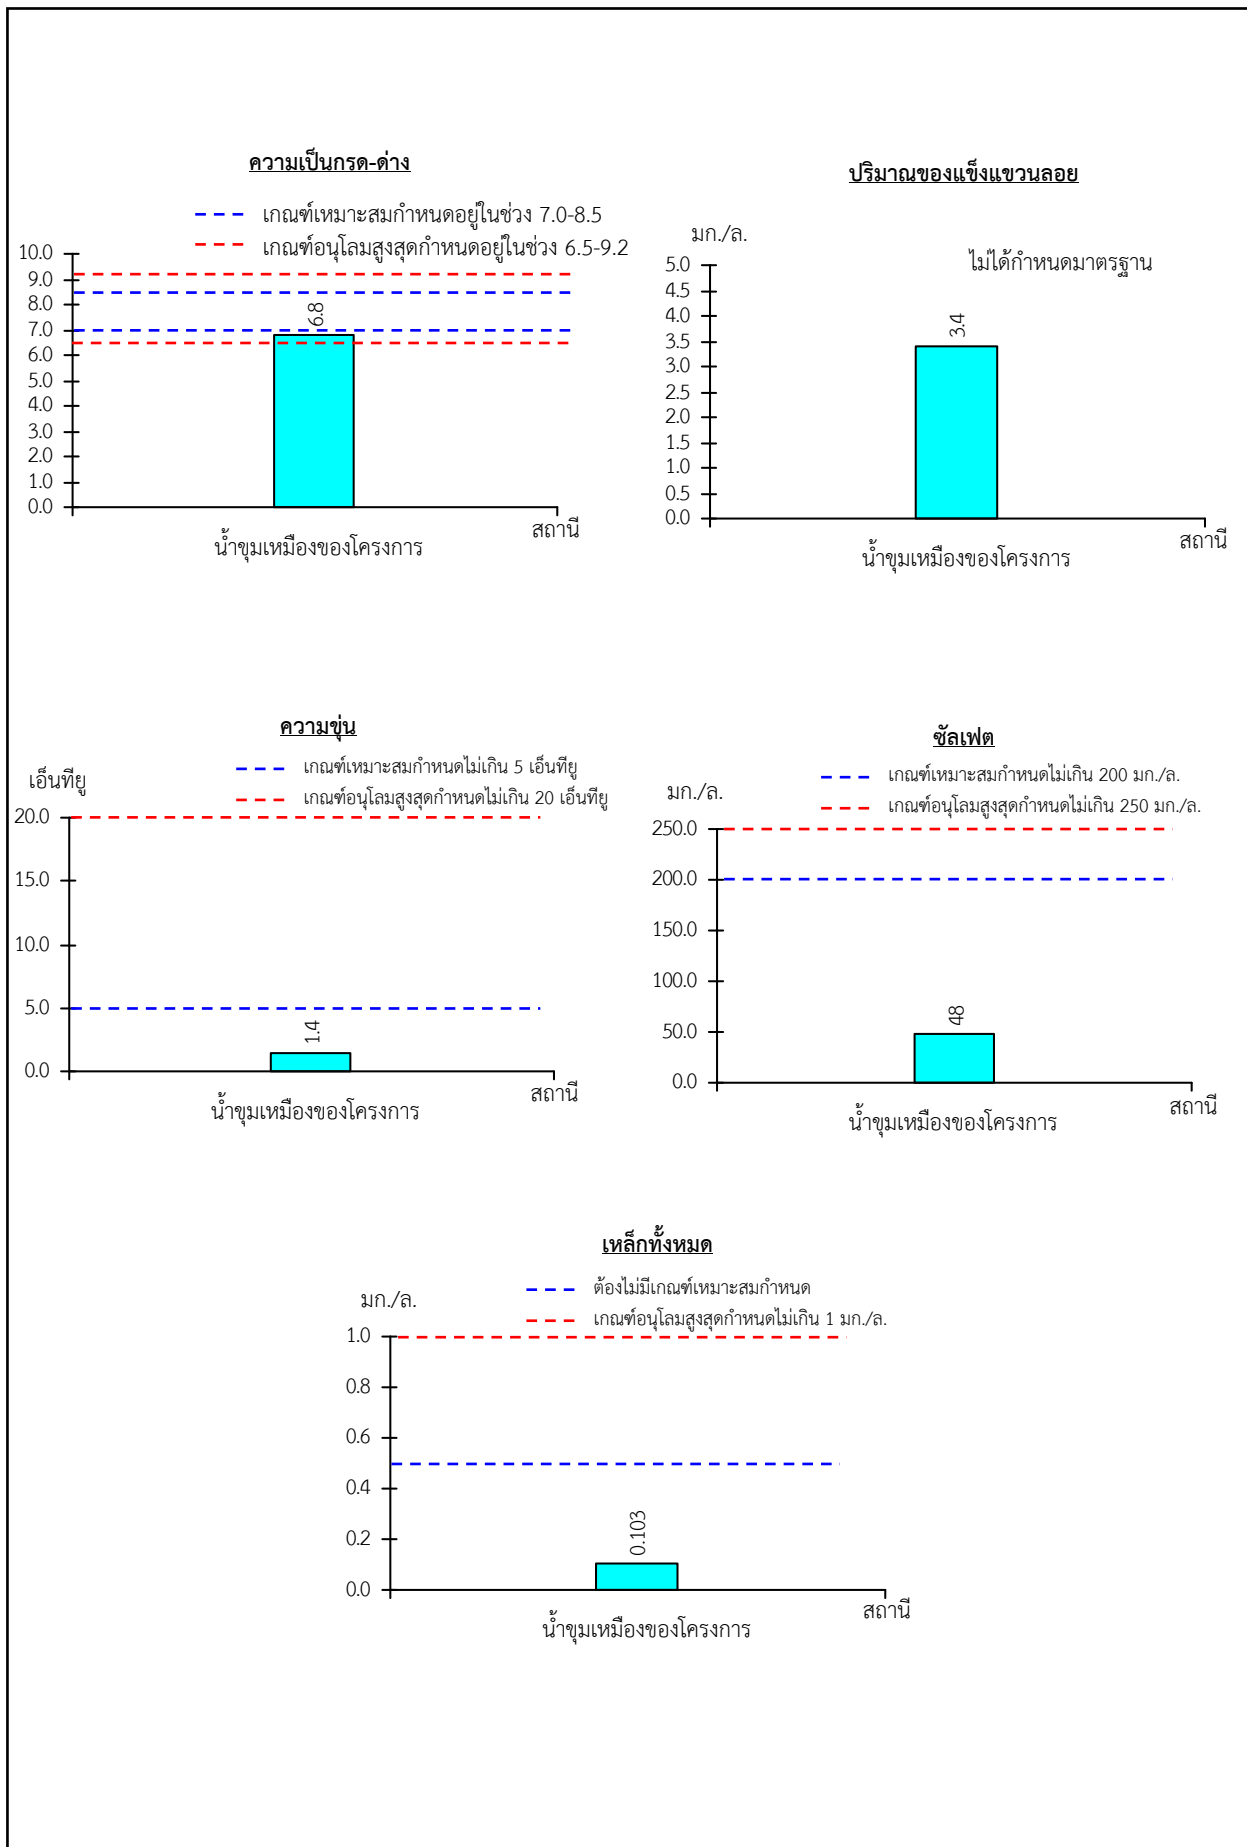 ความเป็นกรด-ด่าง
เกณฑ์เหมาะสมกำหนดอยู่ในช่วง 7.0-8.5
เกณฑ์อนุโลมสูงสุดกำหนดอยู่ในช่วง 6.5-9.2
10.0
9.0
8.0
7.0
6.0
5.0
4.0
3.0
2.0
1.0
0.0
6.8
สถานี
น้ำขุมเหมืองของโครงการ
ปริมาณของแข็งแขวนลอย
มก./ล.
ไม่ได้กำหนดมาตรฐาน
5.0
4.5
4.0
3.5
3.0
2.5
2.0
1.5
1.0
0.5
0.0
3.4
สถานี
น้ำขุมเหมืองของโครงการ
ความขุ่น
เกณฑ์เหมาะสมกำหนดไม่เกิน 5 เอ็นทียู
เอ็นทียู
เกณฑ์อนุโลมสูงสุดกำหนดไม่เกิน 20 เอ็นทียู
20.0
15.0
10.0
5.0
0.0
1.4
สถานี
น้ำขุมเหมืองของโครงการ
ซัลเฟต
เกณฑ์เหมาะสมกำหนดไม่เกิน 200 มก./ล.
มก./ล.
เกณฑ์อนุโลมสูงสุดกำหนดไม่เกิน 250 มก./ล.
250.0
200.0
150.0
100.0
50.0
0.0
48
สถานี
น้ำขุมเหมืองของโครงการ
เหล็กทั้งหมด
ต้องไม่มีเกณฑ์เหมาะสมกำหนด
มก./ล.
เกณฑ์อนุโลมสูงสุดกำหนดไม่เกิน 1 มก./ล.
1.0
0.8
0.6
0.4
0.2
0.0
0.103
สถานี
น้ำขุมเหมืองของโครงการ